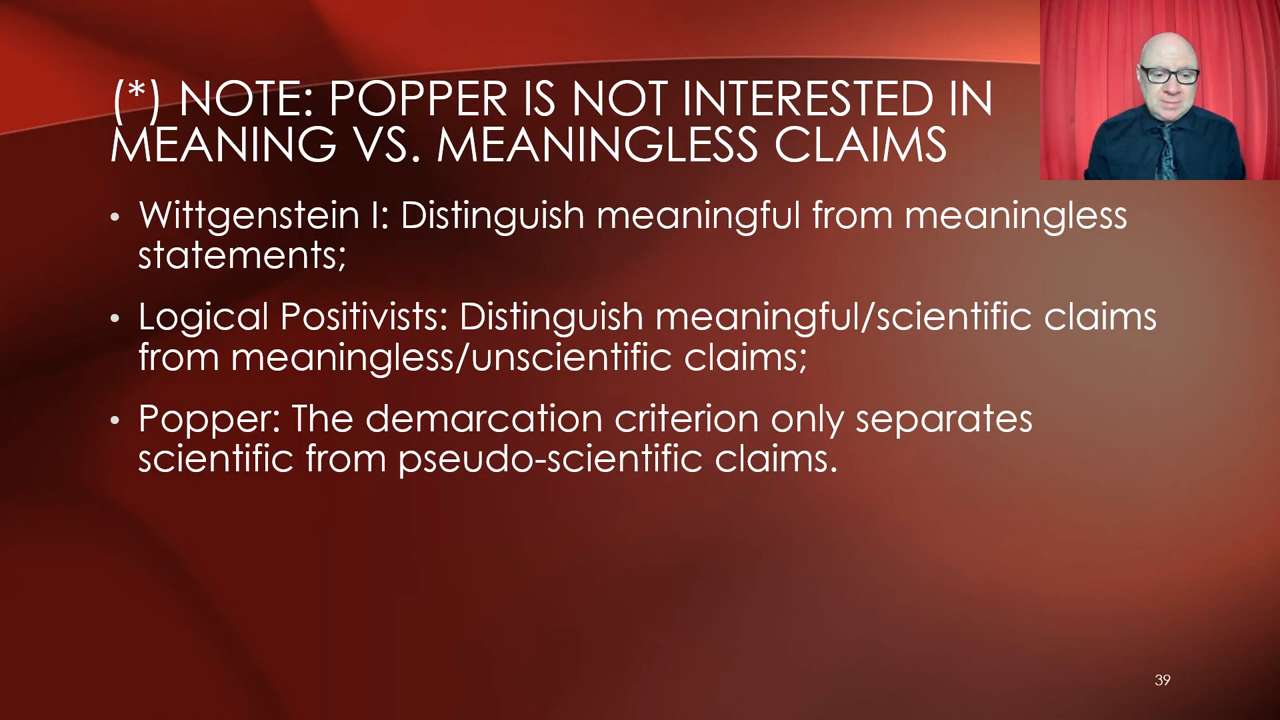 (*) NOTE: POPPER IS NOT INTERESTED IN
MEANING VS. MEANINGLESS CLAIMS
• Wittgenstein I: Distinguish meaningful from meaningless
statements;
• Logical Positivists: Distinguish meaningful/scientific claims
from meaningless/unscientific claims;
• Popper: The demarcation criterion only separates
scientific from pseudo-scientific claims.
39